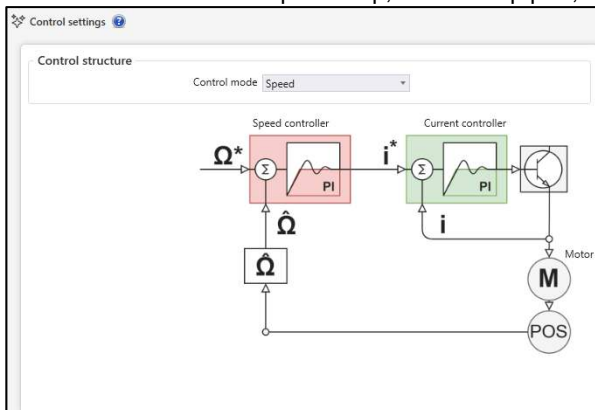 Control settings ?
Control structure
Control mode Speed
Speed controller Current controller
Ω* Σ PI i* Σ PI
Ω̂ i
Ω̂ Motor
M
POS